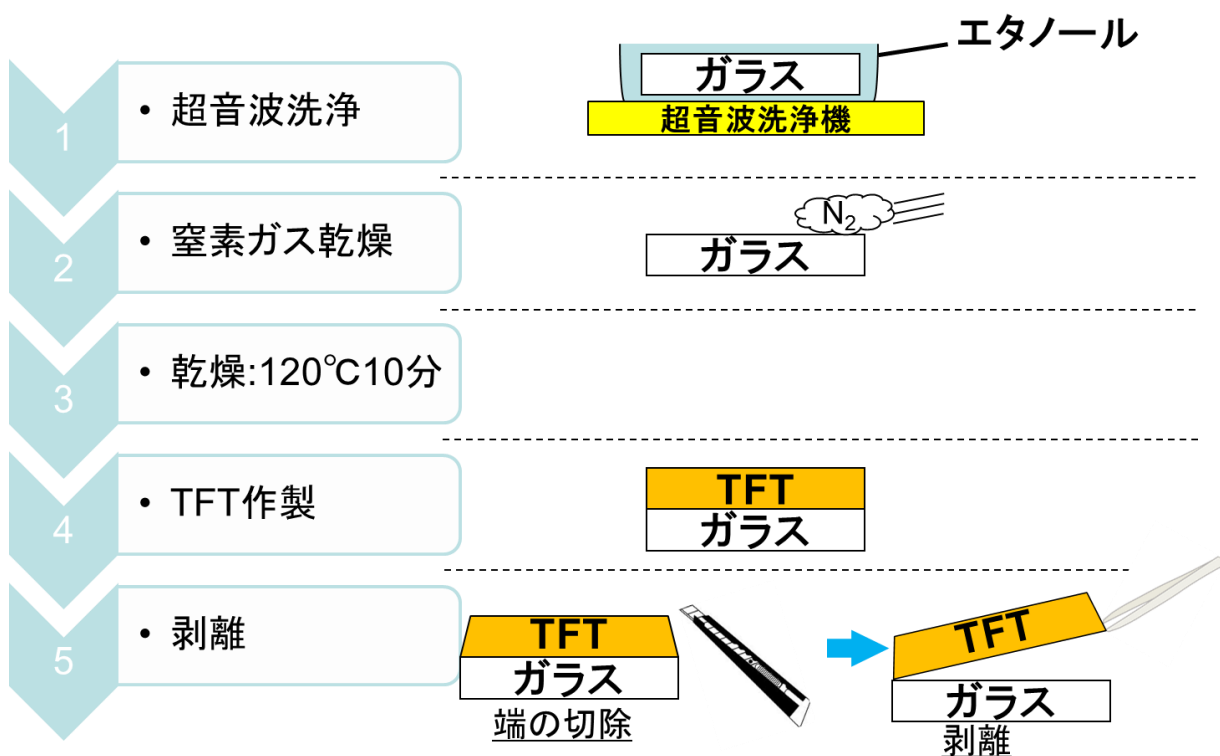 エタノール
ガラス
超音波洗浄機
1
• 超音波洗浄
N2
ガラス
2
• 窒素ガス乾燥
3
• 乾燥:120℃10分
TFT
ガラス
4
• TFT作製
5
• 剥離
TFT
ガラス
端の切除
TFT
ガラス
剥離